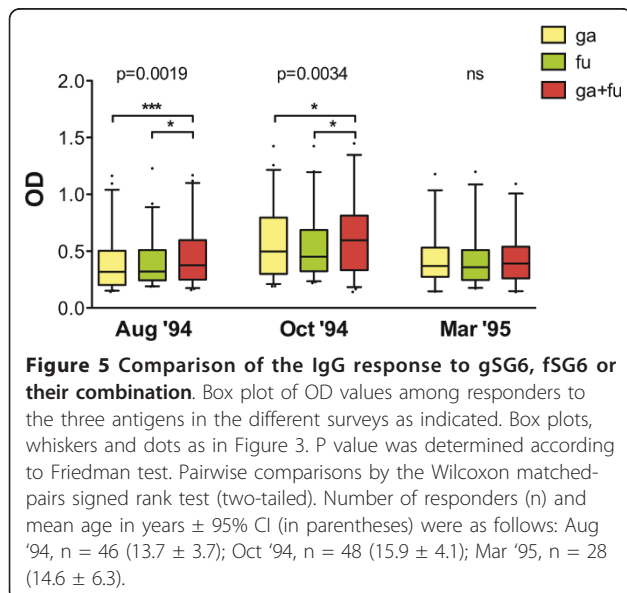 ga
fu
ga+fu
p=0.0019 p=0.0034 ns
*** *
* *
2.0
1.5
1.0
0.5
0.0
OD
Aug '94 Oct '94 Mar '95
Figure 5 Comparison of the IgG response to gSG6, fSG6 or
their combination. Box plot of OD values among responders to
the three antigens in the different surveys as indicated. Box plots,
whiskers and dots as in Figure 3. P value was determined according
to Friedman test. Pairwise comparisons by the Wilcoxon matched-
pairs signed rank test (two-tailed). Number of responders (n) and
mean age in years ± 95% CI (in parentheses) were as follows: Aug
'94, n = 46 (13.7 ± 3.7); Oct '94, n = 48 (15.9 ± 4.1); Mar '95, n = 28
(14.6 ± 6.3).